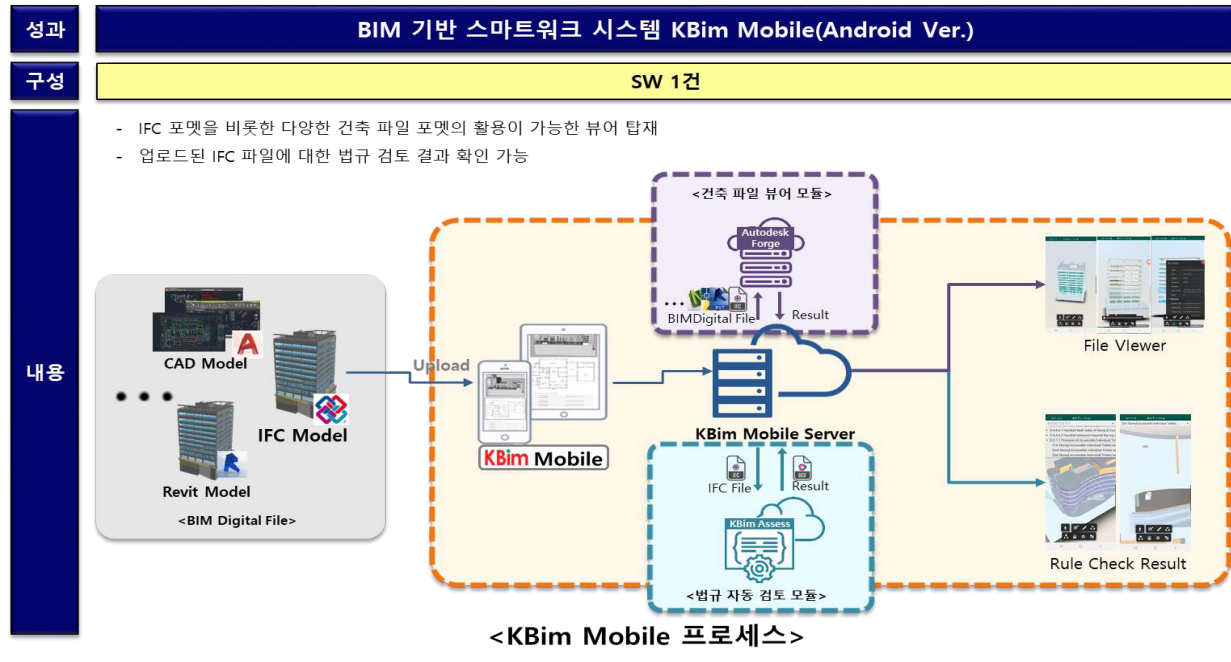 성과
BIM 기반 스마트워크 시스템 KBim Mobile(Android Ver.)
구성
SW 1건
내용
- IFC 포멧을 비롯한 다양한 건축 파일 포멧의 활용이 가능한 뷰어 탑재
- 업로드된 IFC 파일에 대한 법규 검토 결과 확인 가능
CAD Model
IFC Model
Revit Model
<BIM Digital File>
Upload
KBim Mobile
<건축 파일 뷰어 모듈>
Autodesk
Forge
BIMDigital File
Result
KBim Mobile Server
IFC File
Result
KBim Assess
<법규 자동 검토 모듈>
File VIewer
Rule Check Result
<KBim Mobile 프로세스>